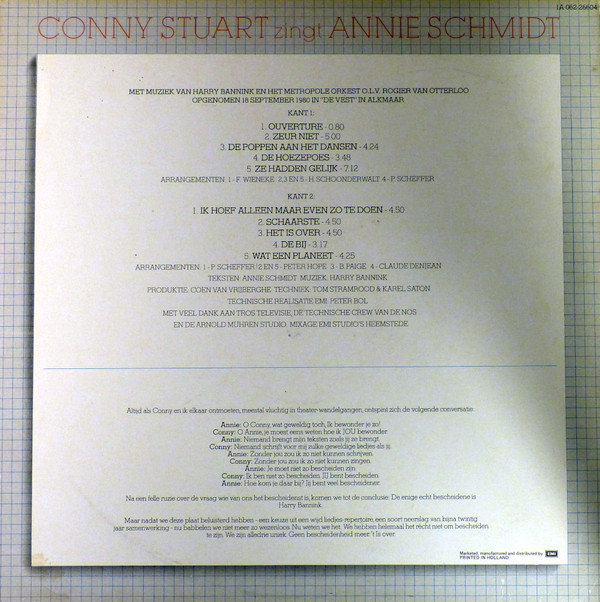 1A 062-26604
CONNY STUART zingt ANNIE SCHMIDT
MET MUZIEK VAN HARRY BANNINK EN HET METROPOLE ORKEST O.L.V. ROGIER VAN OTTERLOO
OPGENOMEN 18 SEPTEMBER 1980 IN "DE VEST" IN ALKMAAR
KANT 1:
1. OUVERTURE - 0.80
2. ZEUR NIET - 5.00
3. DE POPPEN AAN HET DANSEN - 4.24
4. DE HOEZEPOES - 3.48
5. ZE HADDEN GELIJK - 7.12
ARRANGEMENTEN 1 - F WIENEKE 2,3 EN 5 - H. SCHOONDERWALT 4 - P. SCHEFFER
KANT 2:
1. IK HOEF ALLEEN MAAR EVEN ZO TE DOEN - 4.50
2. SCHAARSTE - 4.50
3. HET IS OVER - 4.50
4. DE BIJ - 3.17
5. WAT EEN PLANEET - 4.25
ARRANGEMENTEN 1 - P. SCHEFFER 2 EN 5 - PETER HOPE 3 - B. PAIGE 4 - CLAUDE DENJEAN
TEKSTEN: ANNIE SCHMIDT MUZIEK: HARRY BANNINK
PRODUKTIE: COEN VAN VRIJBERGHE TECHNIEK: TOM STRAMROOD & KAREL SATON
TECHNISCHE REALISATIE EMI: PETER BOL
MET VEEL DANK AAN TROS TELEVISIE, DE TECHNISCHE CREW VAN DE NOS
EN DE ARNOLD MUHREN STUDIO. MIXAGE EMI STUDIO'S HEEMSTEDE
Altijd als Conny en ik elkaar ontmoeten, meestal vluchtig in theater-wandelgangen, ontspint zich de volgende conversatie:
Annie: O Conny, wat geweldig toch, Ik bewonder je zo!
Conny: O Annie, je moest eens weten hoe ik JOU bewonder
Annie: Niemand brengt mijn teksten zoals jij ze brengt.
Conny: Niemand schrijft voor mij zulke geweldige liedjes als jij.
Annie: Zonder jou zou ik zo niet kunnen schrijven.
Conny: Zonder jou zou ik zo niet kunnen zingen.
Annie: Je moet niet zo bescheiden zijn.
Conny: Ik ben niet zo bescheiden. JIJ bent bescheiden.
Annie: Hoe kom je daar bij? Jij bent veel bescheidener.
Na een felle ruzie over de vraag wie van ons het bescheidenst is, komen we tot de conclusie: De enige echt bescheidene is
Harry Bannink.
Maar nadat we deze plaat beluisterd hebben - een keuze uit een wijd liedjes-repertoire, een soort neerslag van bijna twintig
jaar samenwerking - nu hebbelen we niet meer zo wezenloos. Nu weten we het. We hebben helemaal het récht niet om bescheiden
te zijn. We zijn alledrie uniek. Geen bescheidenheid meer. 't Is over
Marketed, manufactured and distributed by EMI
PRINTED IN HOLLAND